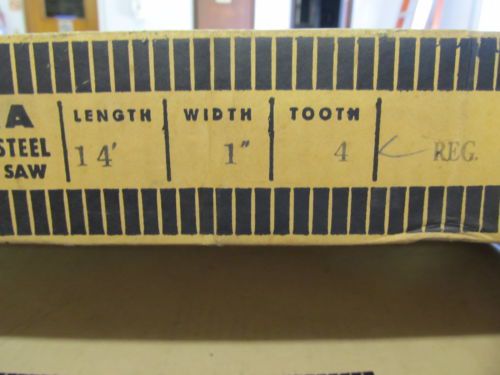 A LENGTH WIDTH TOOTH
STEEL 14' 1" 4 REG.
SAW